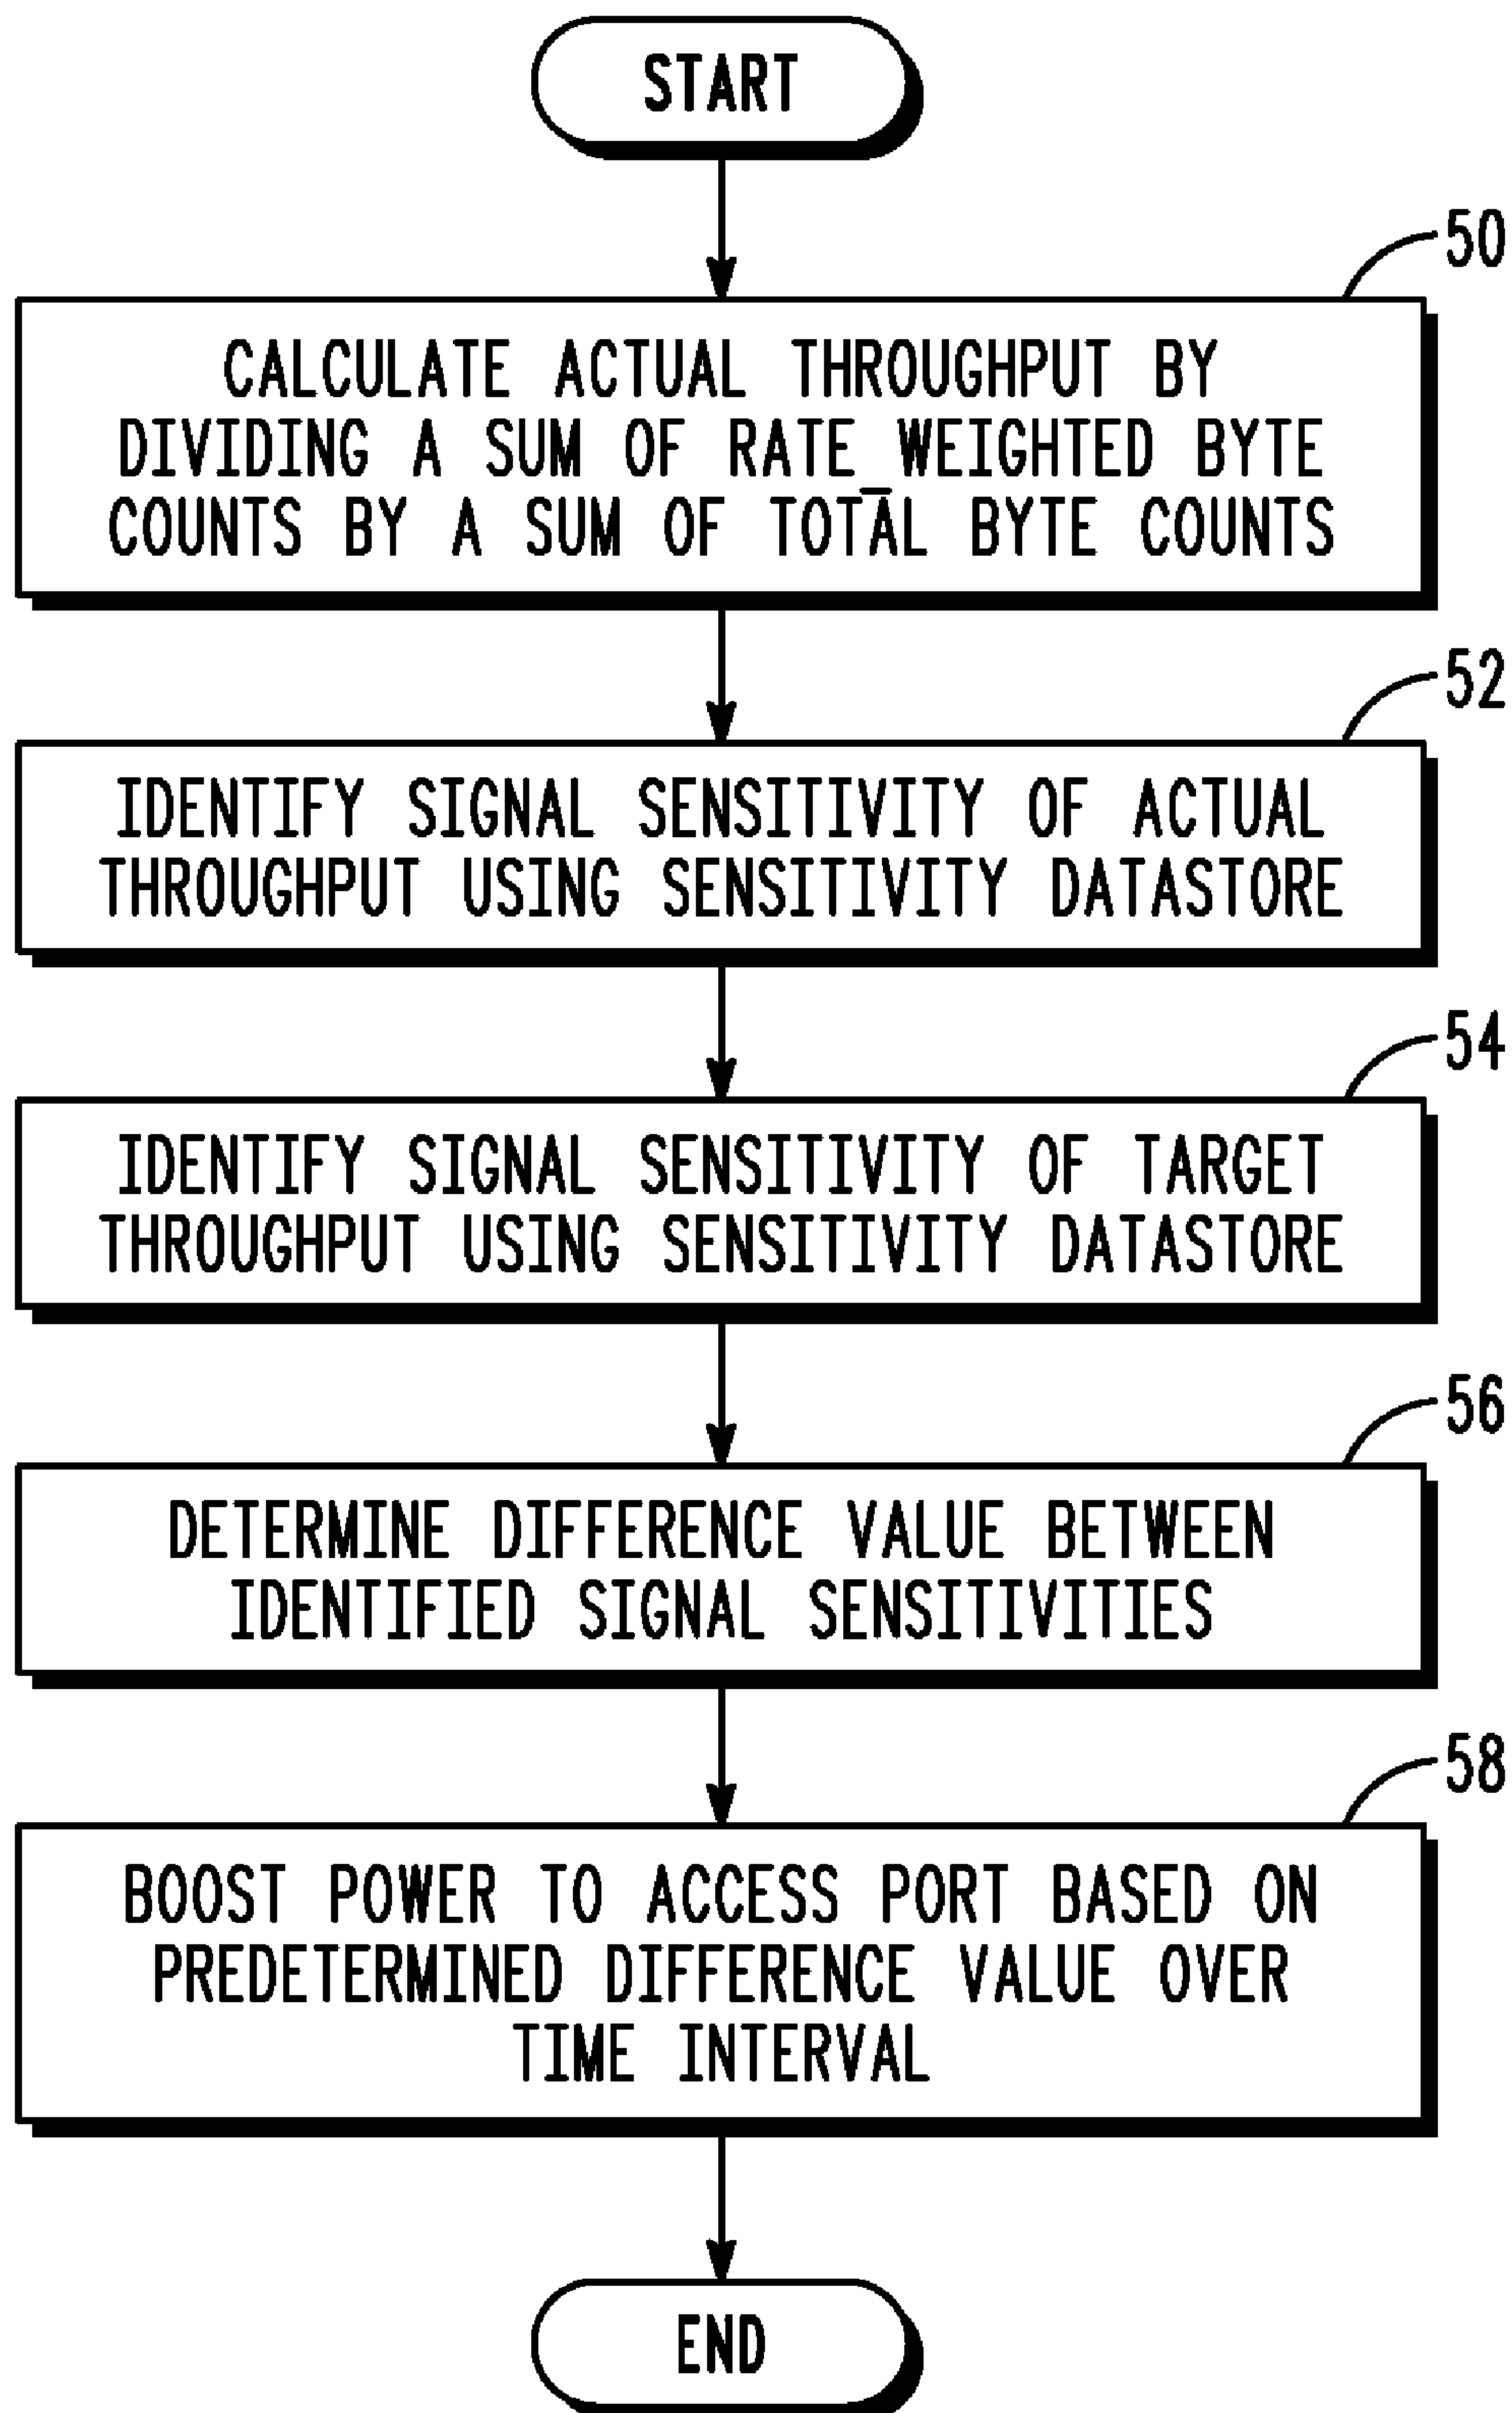 START
50
CALCULATE ACTUAL THROUGHPUT BY
DIVIDING A SUM OF RATE_WEIGHTED BYTE
COUNTS BY A SUM OF TOTAL BYTE COUNTS
52
IDENTIFY SIGNAL SENSITIVITY OF ACTUAL
THROUGHPUT USING SENSITIVITY DATASTORE
54
IDENTIFY SIGNAL SENSITIVITY OF TARGET
THROUGHPUT USING SENSITIVITY DATASTORE
56
DETERMINE DIFFERENCE VALUE BETWEEN
IDENTIFIED SIGNAL SENSITIVITIES
58
BOOST POWER TO ACCESS PORT BASED ON
PREDETERMINED DIFFERENCE VALUE OVER
TIME INTERVAL
END